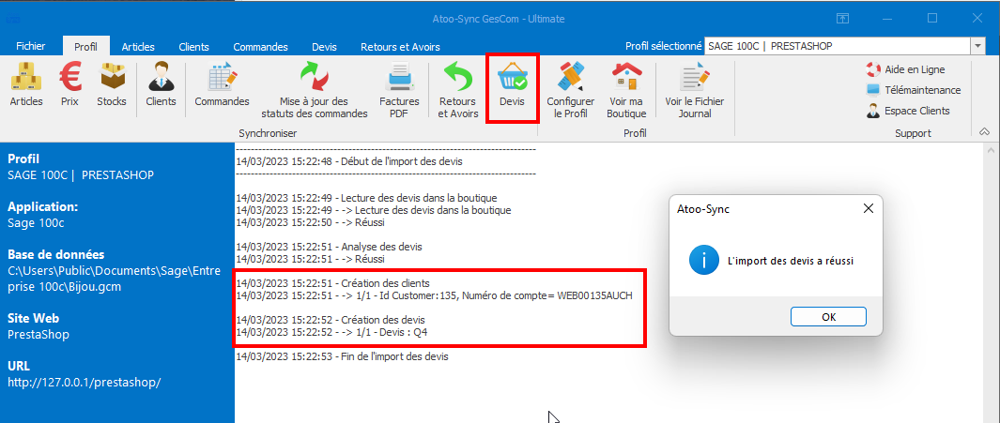 Atoo-Sync GesCom - Ultimate
Fichier Profil Articles Clients Commandes Devis Retours et Avoirs Profil sélectionné SAGE 100C | PRESTASHOP
Articles Prix Stocks Clients Commandes Mise à jour des statuts des commandes Factures PDF Retours et Avoirs Devis Configurer le Profil Voir ma Boutique Voir le Fichier Journal
Aide en Ligne
Télémaintenance
Espace Clients
Synchroniser Profil Support
Profil
SAGE 100C | PRESTASHOP
Application:
Sage 100c
Base de données
C:\Users\Public\Documents\Sage\Entre
prise 100c\Bijou.gcm
Site Web
PrestaShop
URL
http://127.0.0.1/prestashop/
14/03/2023 15:22:48 - Début de l'import des devis
14/03/2023 15:22:49 - Lecture des devis dans la boutique
14/03/2023 15:22:49 - --> Lecture des devis dans la boutique
14/03/2023 15:22:50 - --> Réussi
14/03/2023 15:22:51 - Analyse des devis
14/03/2023 15:22:51 - --> Réussi
14/03/2023 15:22:51 - Création des clients
14/03/2023 15:22:51 - --> 1/1 - Id Customer:135, Numéro de compte= WEB00135AUCH
14/03/2023 15:22:52 - Création des devis
14/03/2023 15:22:52 - --> 1/1 - Devis : Q4
14/03/2023 15:22:53 - Fin de l'import des devis
Atoo-Sync
L'import des devis a réussi
OK